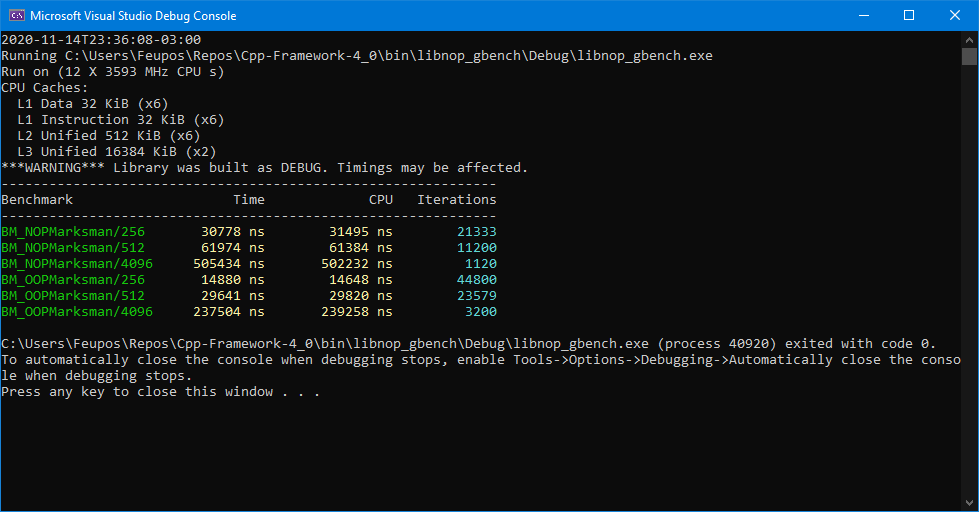 Microsoft Visual Studio Debug Console
2020-11-14T23:36:08-03:00
Running C:\Users\Feupos\Repos\Cpp-Framework-4_0\bin\libnop_gbench\Debug\libnop_gbench.exe
Run on (12 X 3593 MHz CPU s)
CPU Caches:
  L1 Data 32 KiB (x6)
  L1 Instruction 32 KiB (x6)
  L2 Unified 512 KiB (x6)
  L3 Unified 16384 KiB (x2)
***WARNING*** Library was built as DEBUG. Timings may be affected.
--------------------------------------------------------------
Benchmark                    Time             CPU   Iterations
--------------------------------------------------------------
BM_NOPMarksman/256       30778 ns        31495 ns        21333
BM_NOPMarksman/512       61974 ns        61384 ns        11200
BM_NOPMarksman/4096     505434 ns       502232 ns         1120
BM_OOPMarksman/256       14880 ns        14648 ns        44800
BM_OOPMarksman/512       29641 ns        29820 ns        23579
BM_OOPMarksman/4096     237504 ns       239258 ns         3200
C:\Users\Feupos\Repos\Cpp-Framework-4_0\bin\libnop_gbench\Debug\libnop_gbench.exe (process 40920) exited with code 0.
To automatically close the console when debugging stops, enable Tools->Options->Debugging->Automatically close the conso
le when debugging stops.
Press any key to close this window . . .